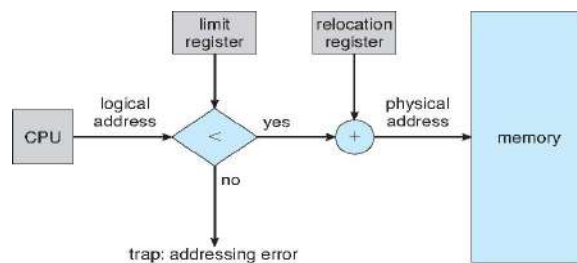 limit
register
relocation
register
logical
address
physical
address
CPU
<
yes
+
memory
no
trap: addressing error